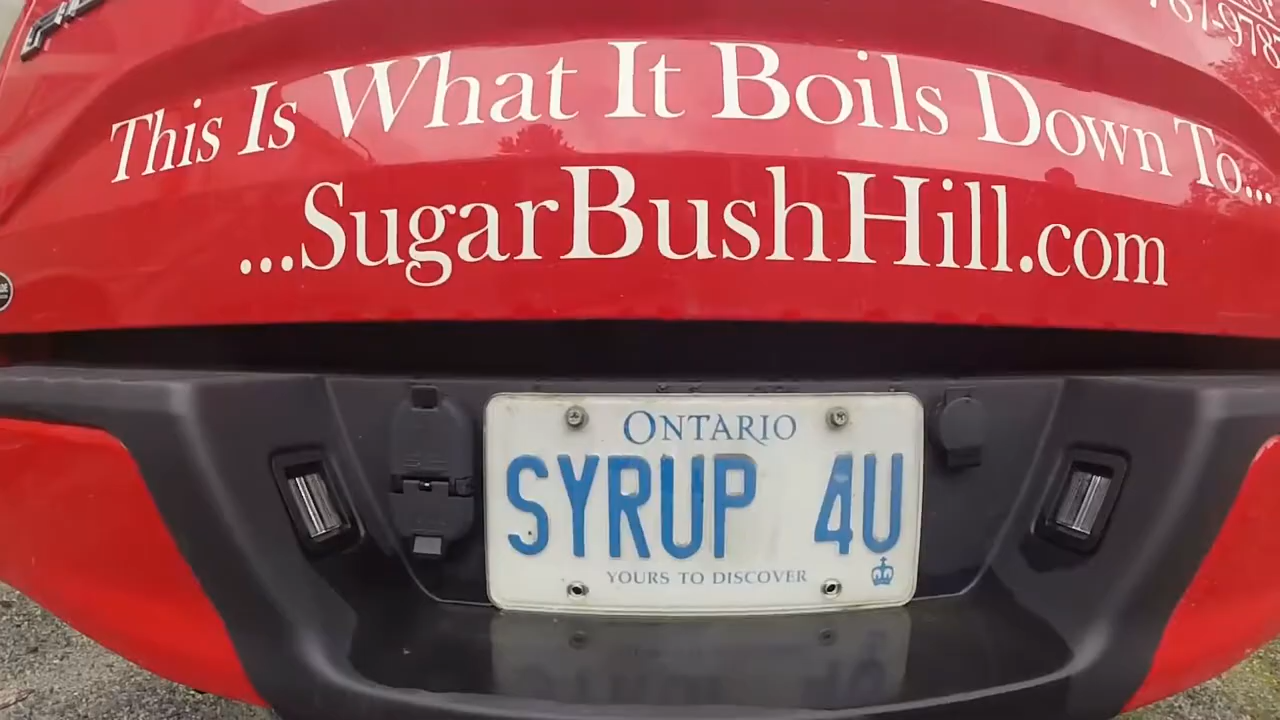 This Is What It Boils Down To...
...SugarBushHill.com
ONTARIO
SYRUP 4U
YOURS TO DISCOVER